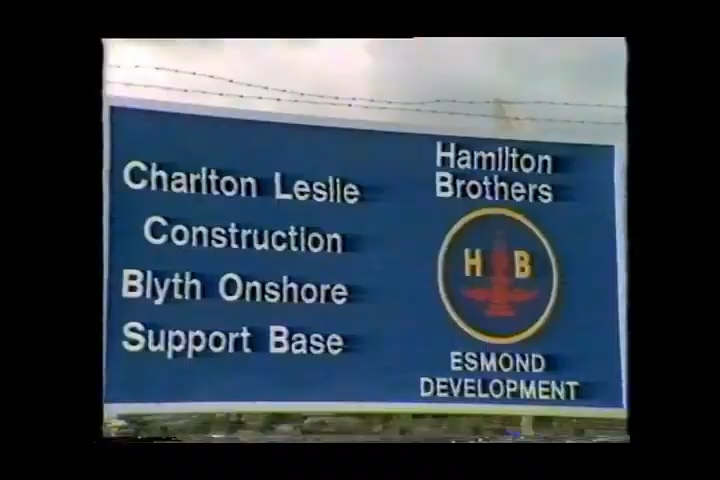 Charlton Leslie
Construction
Blyth Onshore
Support Base
Hamilton
Brothers
H B
ESMOND
DEVELOPMENT